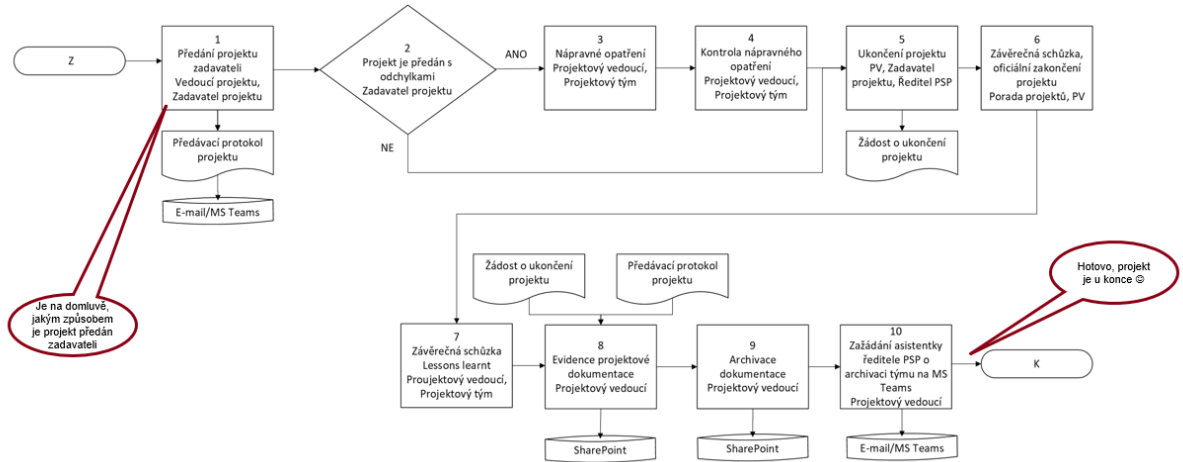 Z
1
Předání projektu
zadavateli
Vedoucí projektu,
Zadavatel projektu
Předávací protokol
projektu
E-mail/MS Teams
2
Projekt je předán s
odchylkami
Zadavatel projektu
ANO
NE
3
Nápravné opatření
Projektový vedoucí,
Projektový tým
4
Kontrola nápravného
opatření
Projektový vedoucí,
Projektový tým
5
Ukončení projektu
PV, Zadavatel
projektu, Ředitel PSP
Žádost o ukončení
projektu
6
Závěrečná schůzka,
oficiální zakončení
projektu
Porada projektů, PV
Je na domluvě,
jakým způsobem
je projekt předán
zadavateli
7
Závěrečná schůzka
Lessons learnt
Proujektový vedoucí,
Projektový tým
Žádost o ukončení
projektu
Předávací protokol
projektu
8
Evidence projektové
dokumentace
Projektový vedoucí
SharePoint
9
Archivace
dokumentace
Projektový vedoucí
SharePoint
10
Zažádání asistentky
ředitele PSP o
archivaci týmu na MS
Teams
Projektový vedoucí
E-mail/MS Teams
Hotovo, projekt
je u konce ☺
K